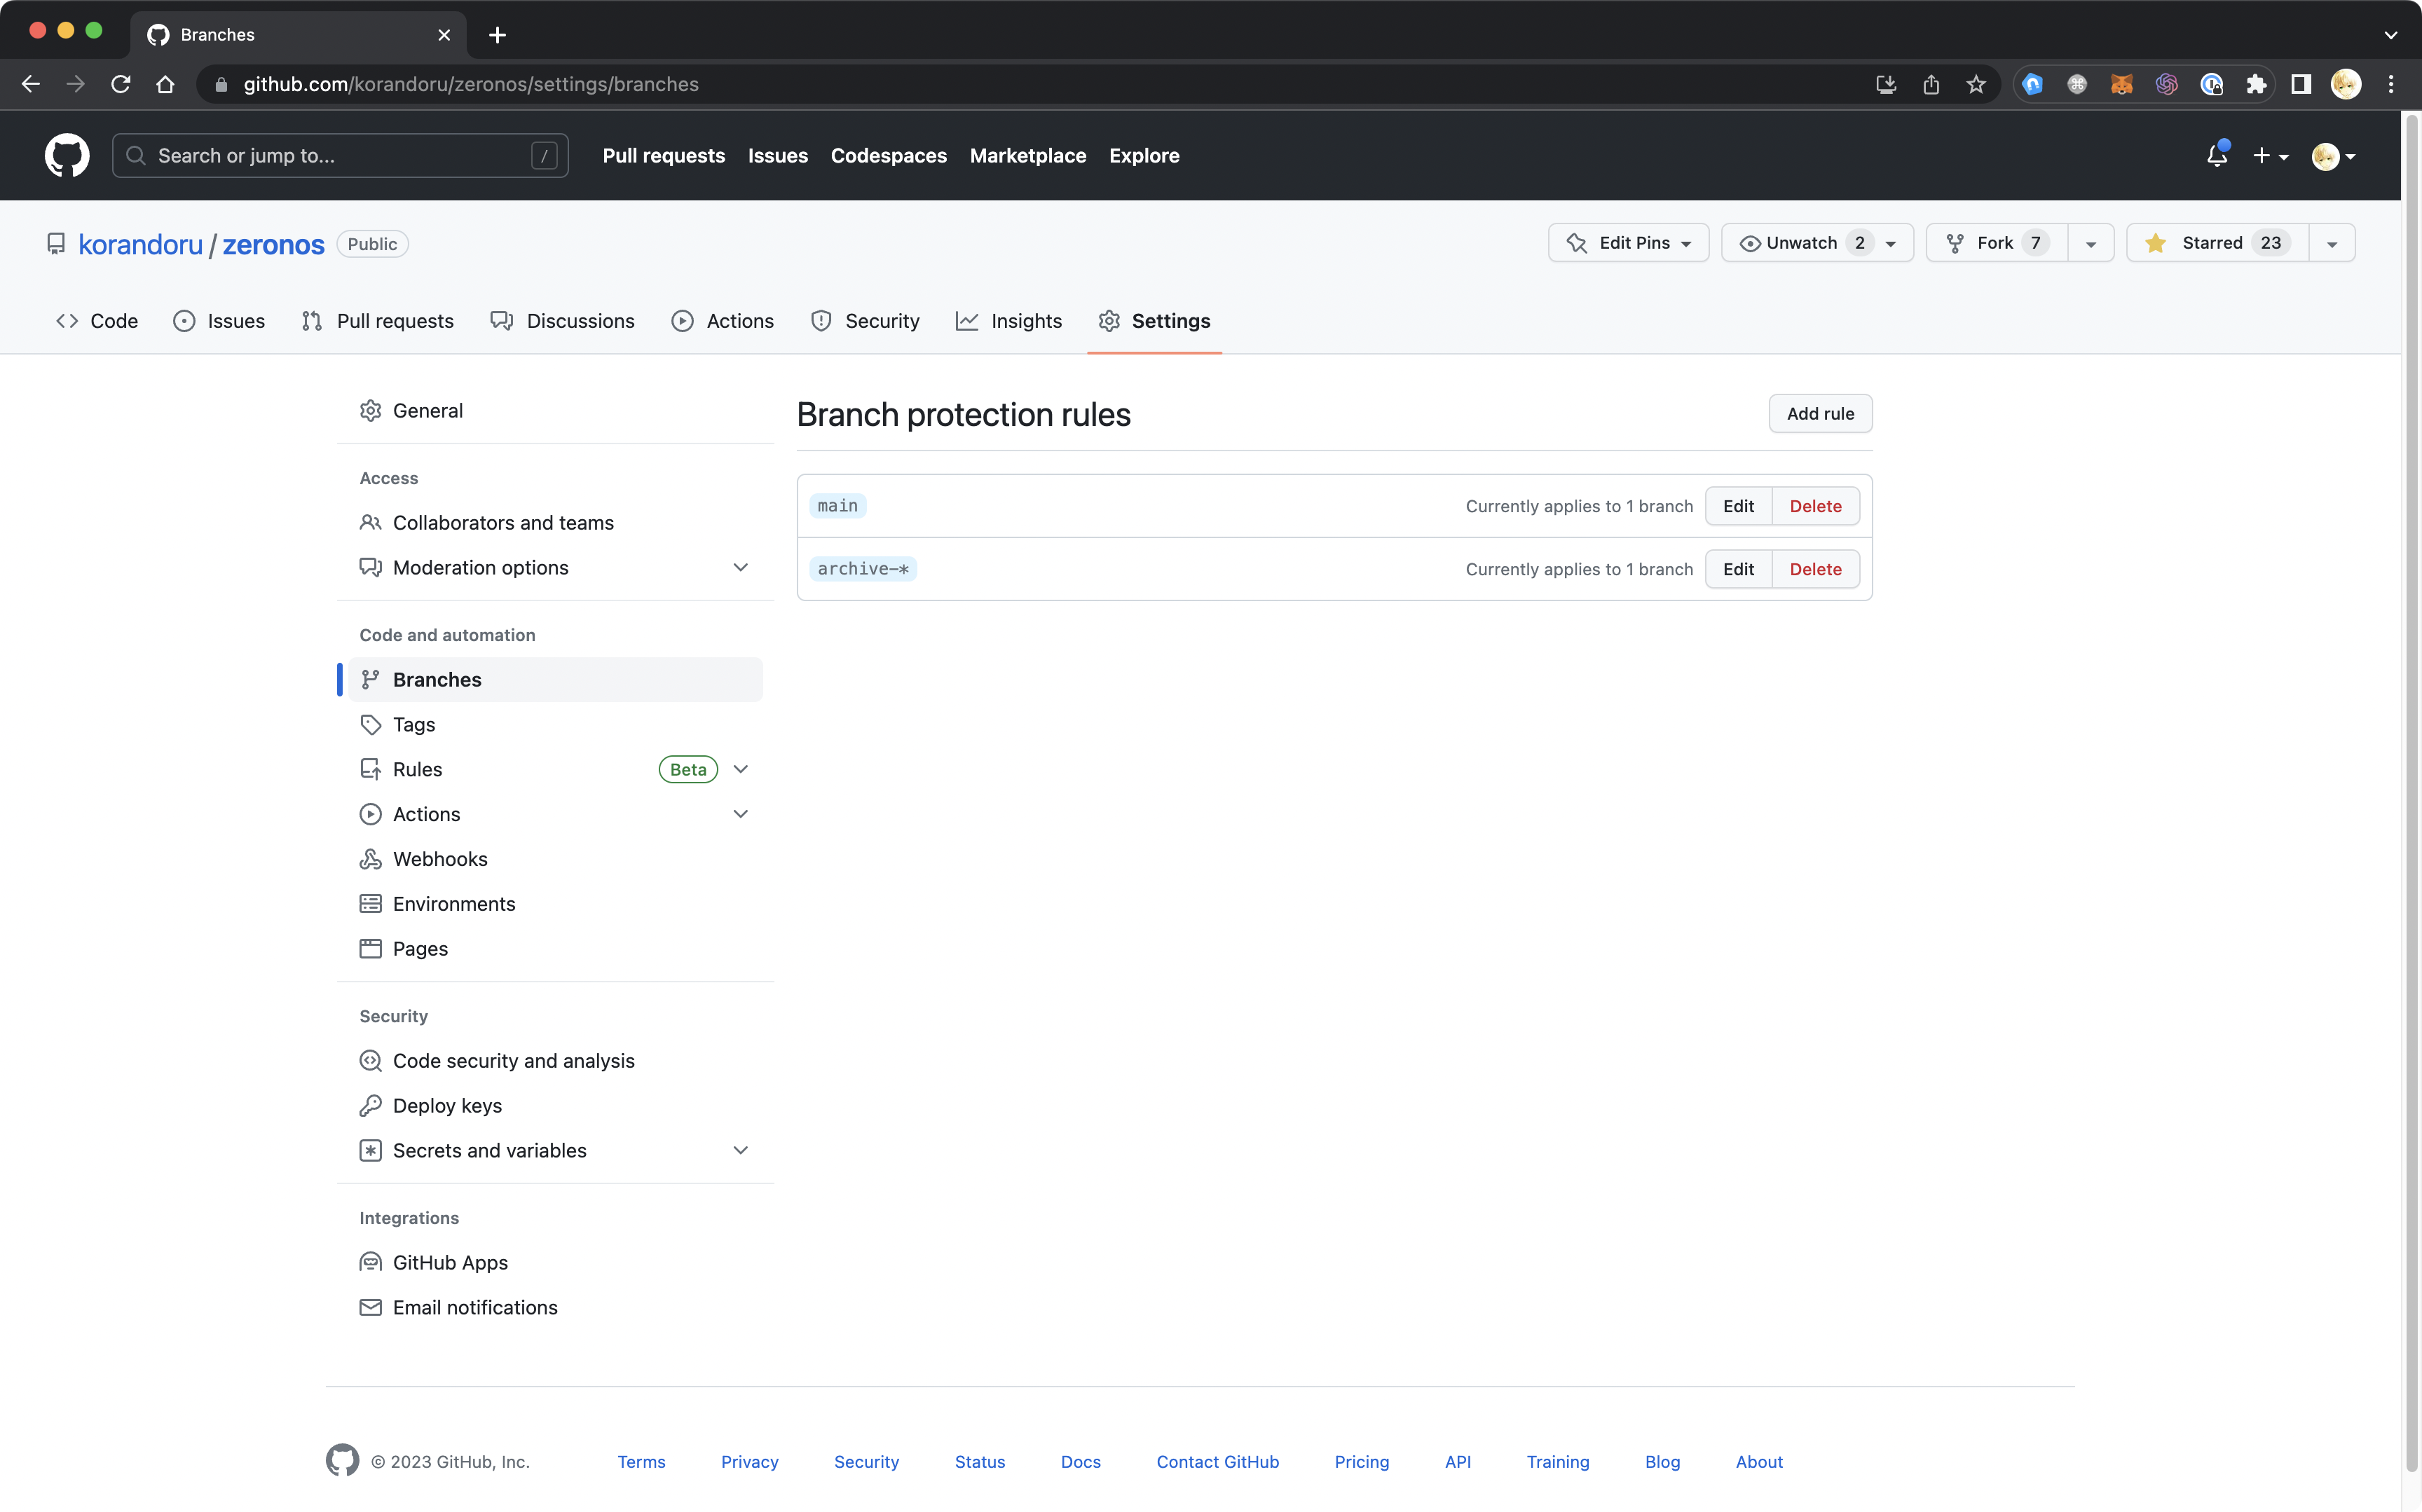 Branches
github.com/korandoru/zeronos/settings/branches
Search or jump to...
/
Pull requests
Issues
Codespaces
Marketplace
Explore
korandoru / zeronos
Public
Edit Pins
Unwatch 2
Fork 7
Starred 23
Code
Issues
Pull requests
Discussions
Actions
Security
Insights
Settings
General
Access
Collaborators and teams
Moderation options
Code and automation
Branches
Tags
Rules
Beta
Actions
Webhooks
Environments
Pages
Security
Code security and analysis
Deploy keys
Secrets and variables
Integrations
GitHub Apps
Email notifications
Branch protection rules
Add rule
main
Currently applies to 1 branch
Edit
Delete
archive-*
Currently applies to 1 branch
Edit
Delete
© 2023 GitHub, Inc.
Terms
Privacy
Security
Status
Docs
Contact GitHub
Pricing
API
Training
Blog
About